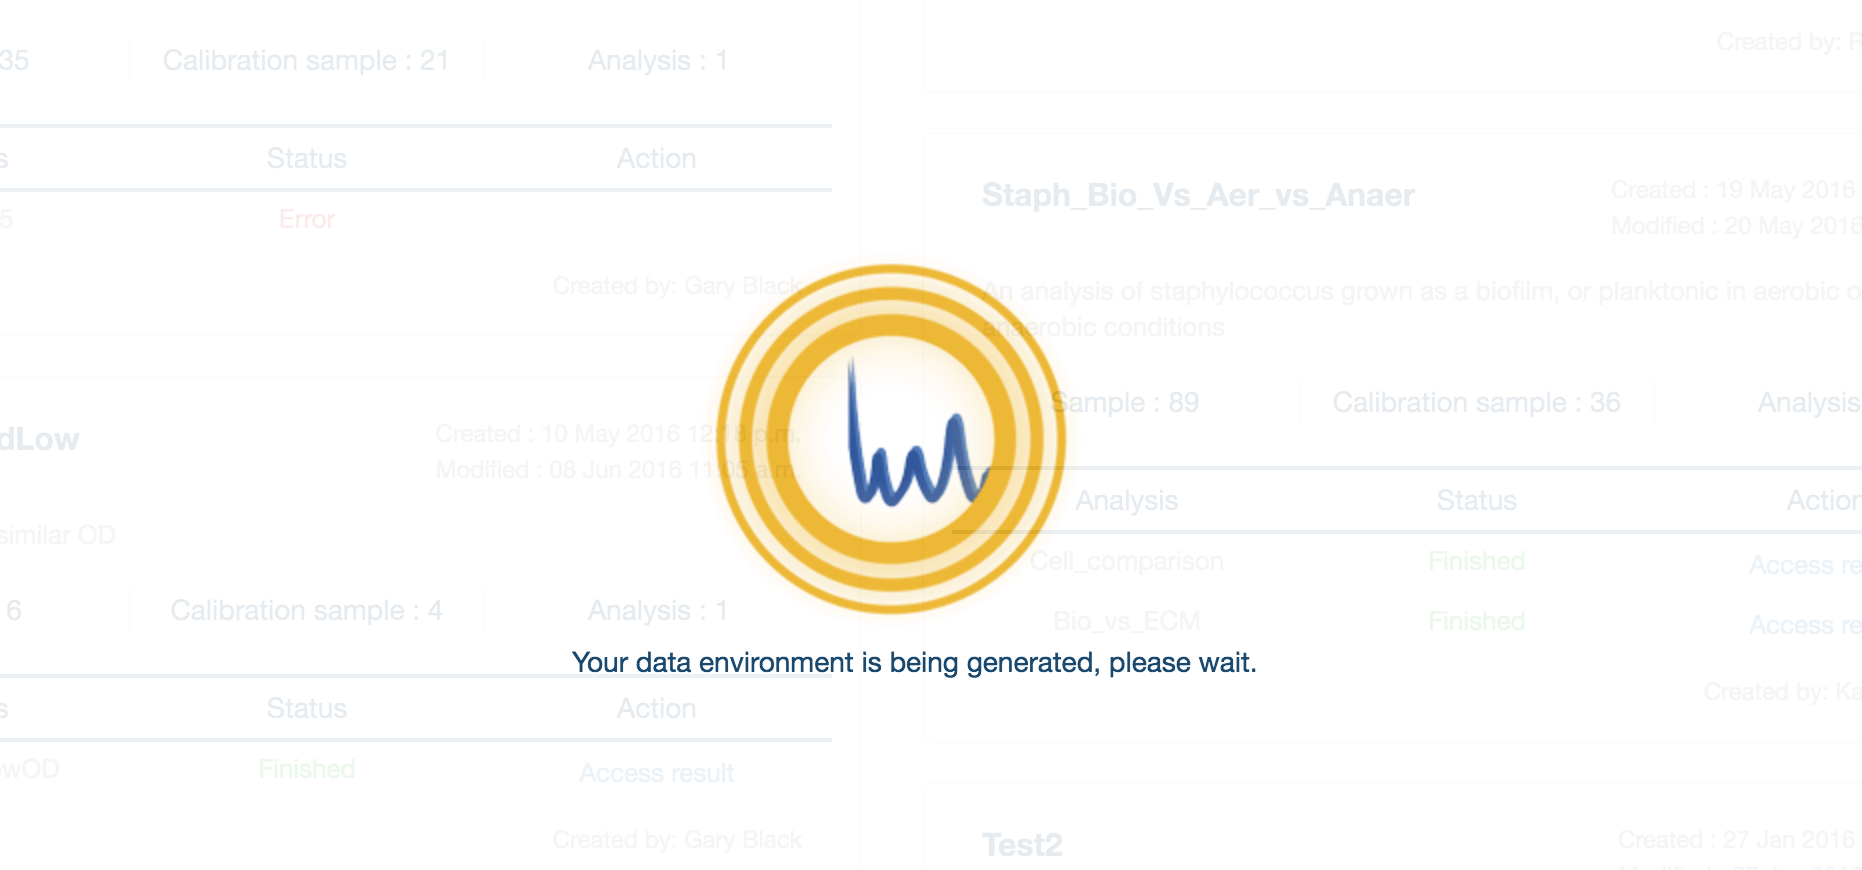 35
Calibration sample : 21
Analysis : 1
s
Status
Action
5
Error
Created by: Gary Black
dLow
Created : 10 May 2016 12:18 p.m.
Modified : 08 Jun 2016 11:05 a.m.
similar OD
6
Calibration sample : 4
Analysis : 1
s
Status
Action
owOD
Finished
Access result
Created by: Gary Black
Created by: R
Staph_Bio_Vs_Aer_vs_Anaer
Created : 19 May 2016
Modified : 20 May 2016
An analysis of staphylococcus grown as a biofilm, or planktonic in aerobic o
anaerobic conditions
Sample : 89
Calibration sample : 36
Analysis
Analysis
Status
Action
Cell_comparison
Finished
Access re
Bio_vs_ECM
Finished
Access re
Created by: Ka
Test2
Created : 27 Jan 2016
Your data environment is being generated, please wait.